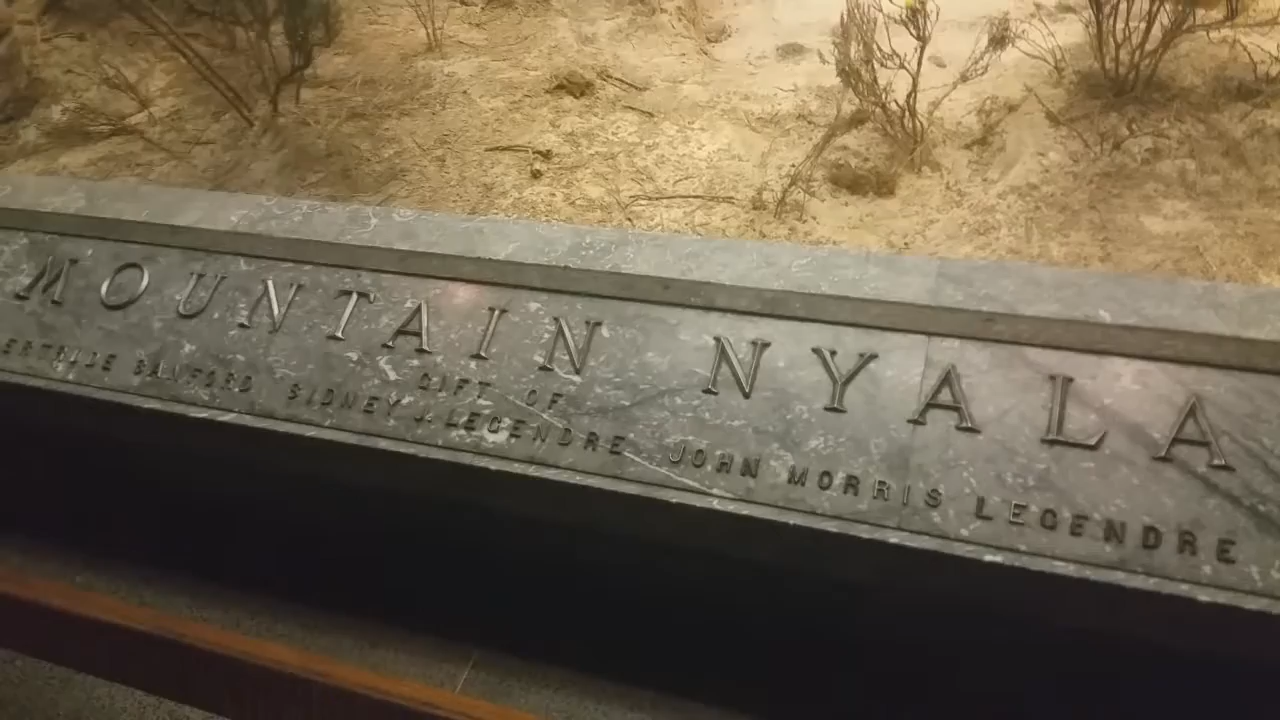 MOUNTAIN NYALA
GIFT OF
ERTRUDE SANFORD SIDNEY J. LEGENDRE JOHN MORRIS LEGENDRE